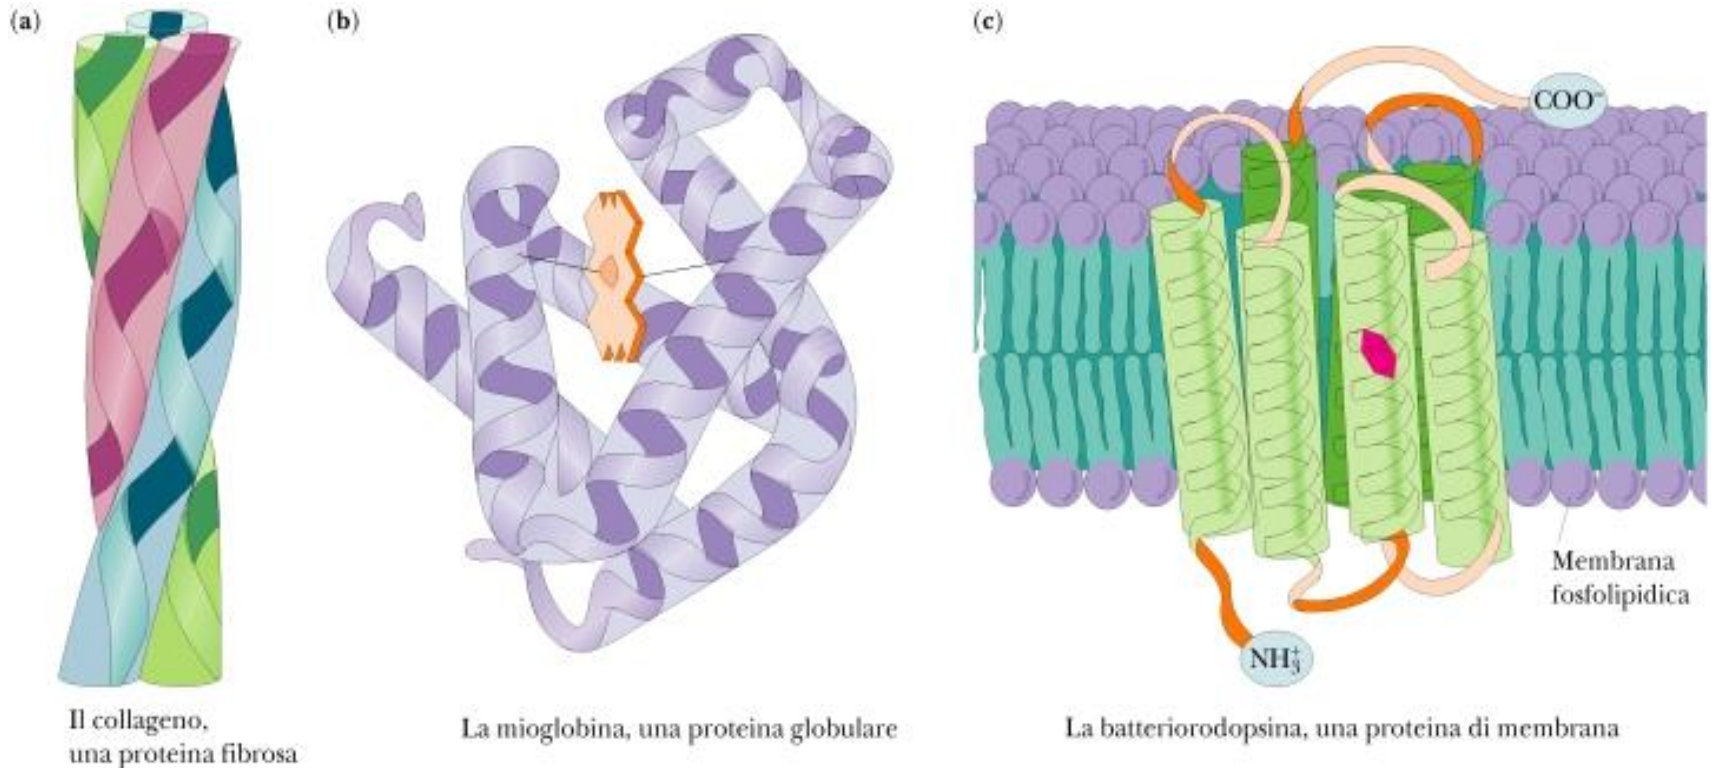 (a)
(b)
(c)
COO⁻
Membrana
fosfolipidica
NH₃⁺
Il collageno,
una proteina fibrosa
La mioglobina, una proteina globulare
La batteriorodopsina, una proteina di membrana